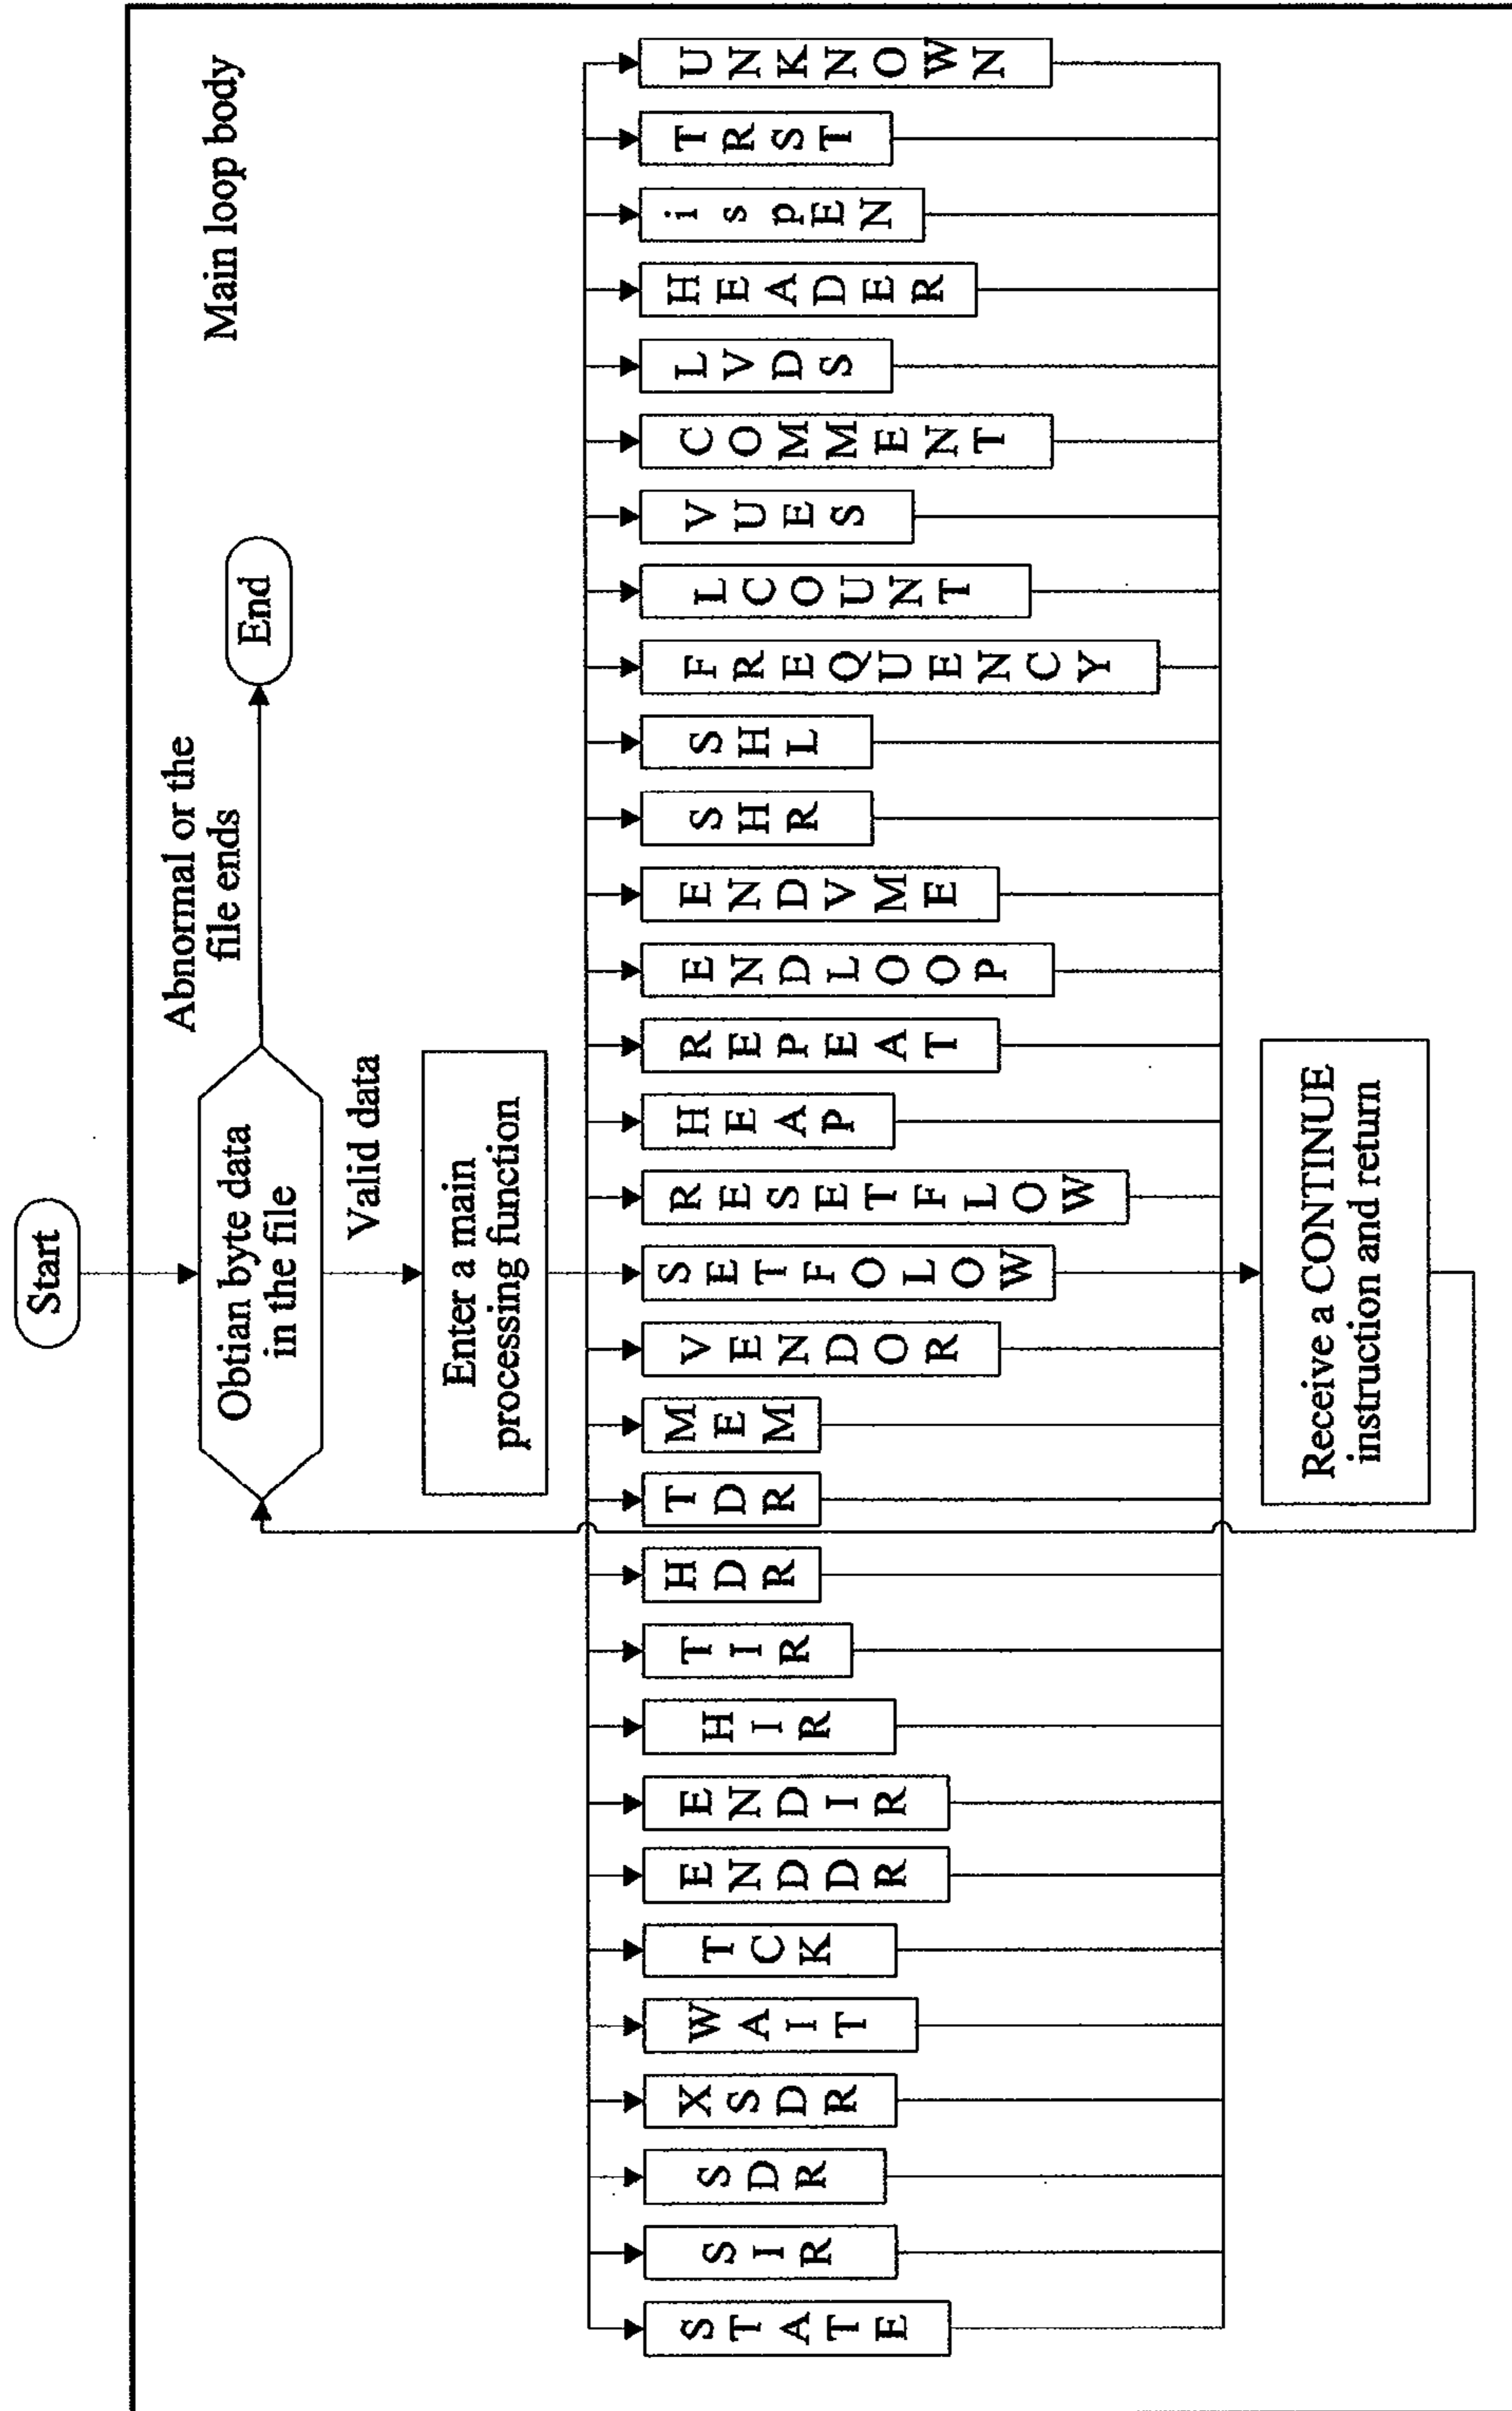 Start
Main loop body
Obtian byte data
in the file
Abnormal or the
file ends
End
Valid data
Enter a main
processing function
STATE
SIR
SDR
XSDR
WAIT
TCK
ENDDR
ENDIR
HIR
TIR
HDR
TDR
MEM
VENDOR
SETFOLOW
RESETFLOW
HEAP
REPEAT
ENDLOOP
ENDVME
SHR
SHL
FREQUENCY
LCOUNT
VUES
COMMENT
LVDS
HEADER
ispEN
TRST
UNKNOWN
Receive a CONTINUE
instruction and return